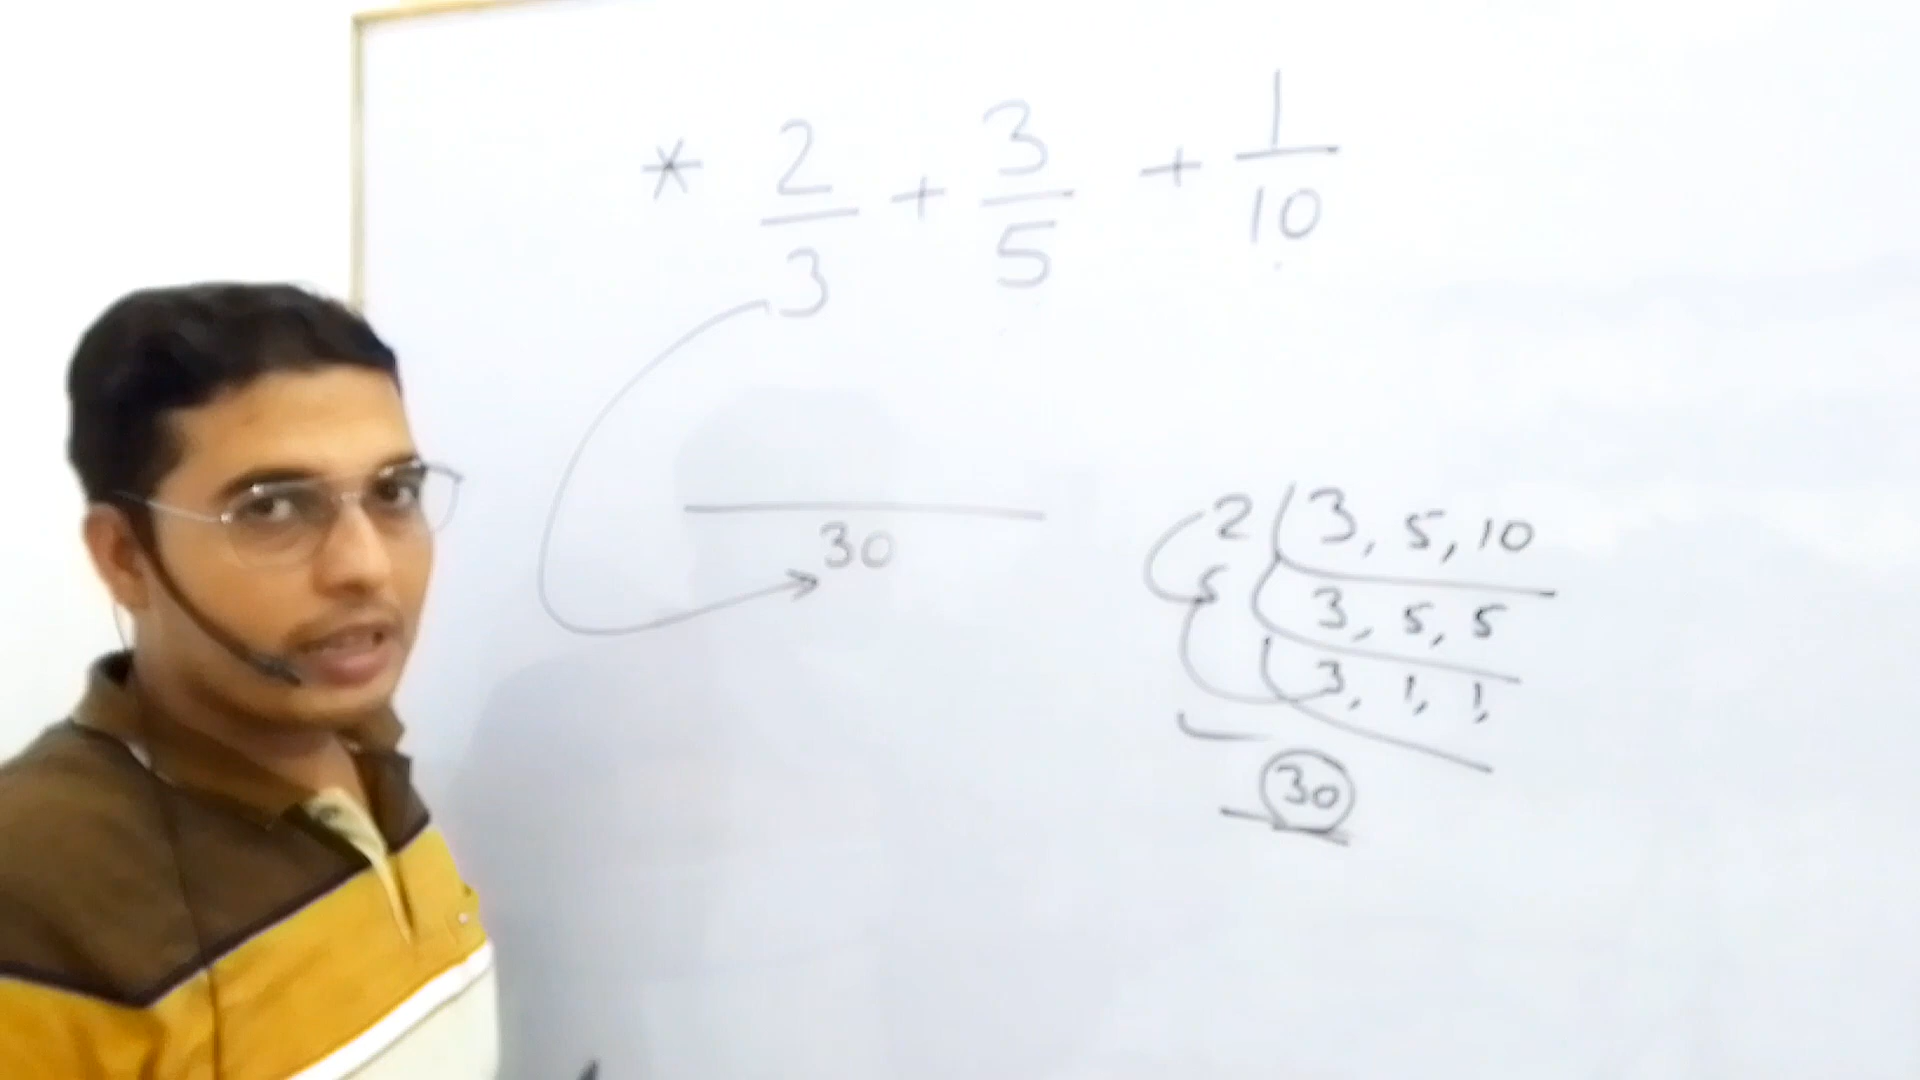 * 2/3 + 3/5 + 1/10
30
2 | 3, 5, 10
5 | 3, 5, 5
3, 1, 1,
30